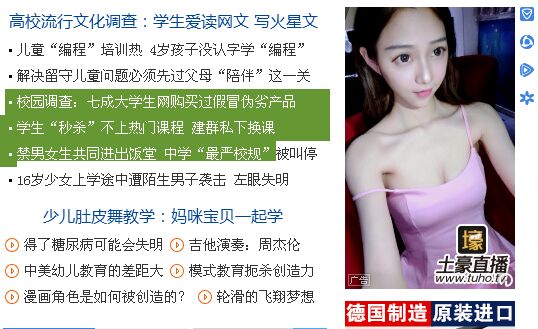 高校流行文化调查：学生爱读网文 写火星文
儿童“编程”培训热 4岁孩子没认字学“编程”
解决留守儿童问题必须先过父母“陪伴”这一关
校园调查：七成大学生网购买过假冒伪劣产品
学生“秒杀”不上热门课程 建群私下换课
禁男女生共同进出饭堂 中学“最严校规”被叫停
16岁少女上学途中遭陌生男子袭击 左眼失明
少儿肚皮舞教学：妈咪宝贝一起学
得了糖尿病可能会失明 吉他演奏：周杰伦
中美幼儿教育的差距大 模式教育扼杀创造力
漫画角色是如何被创造的？ 轮滑的飞翔梦想
壕
土豪直播
www.tuho.tv
广告
德国制造 原装进口